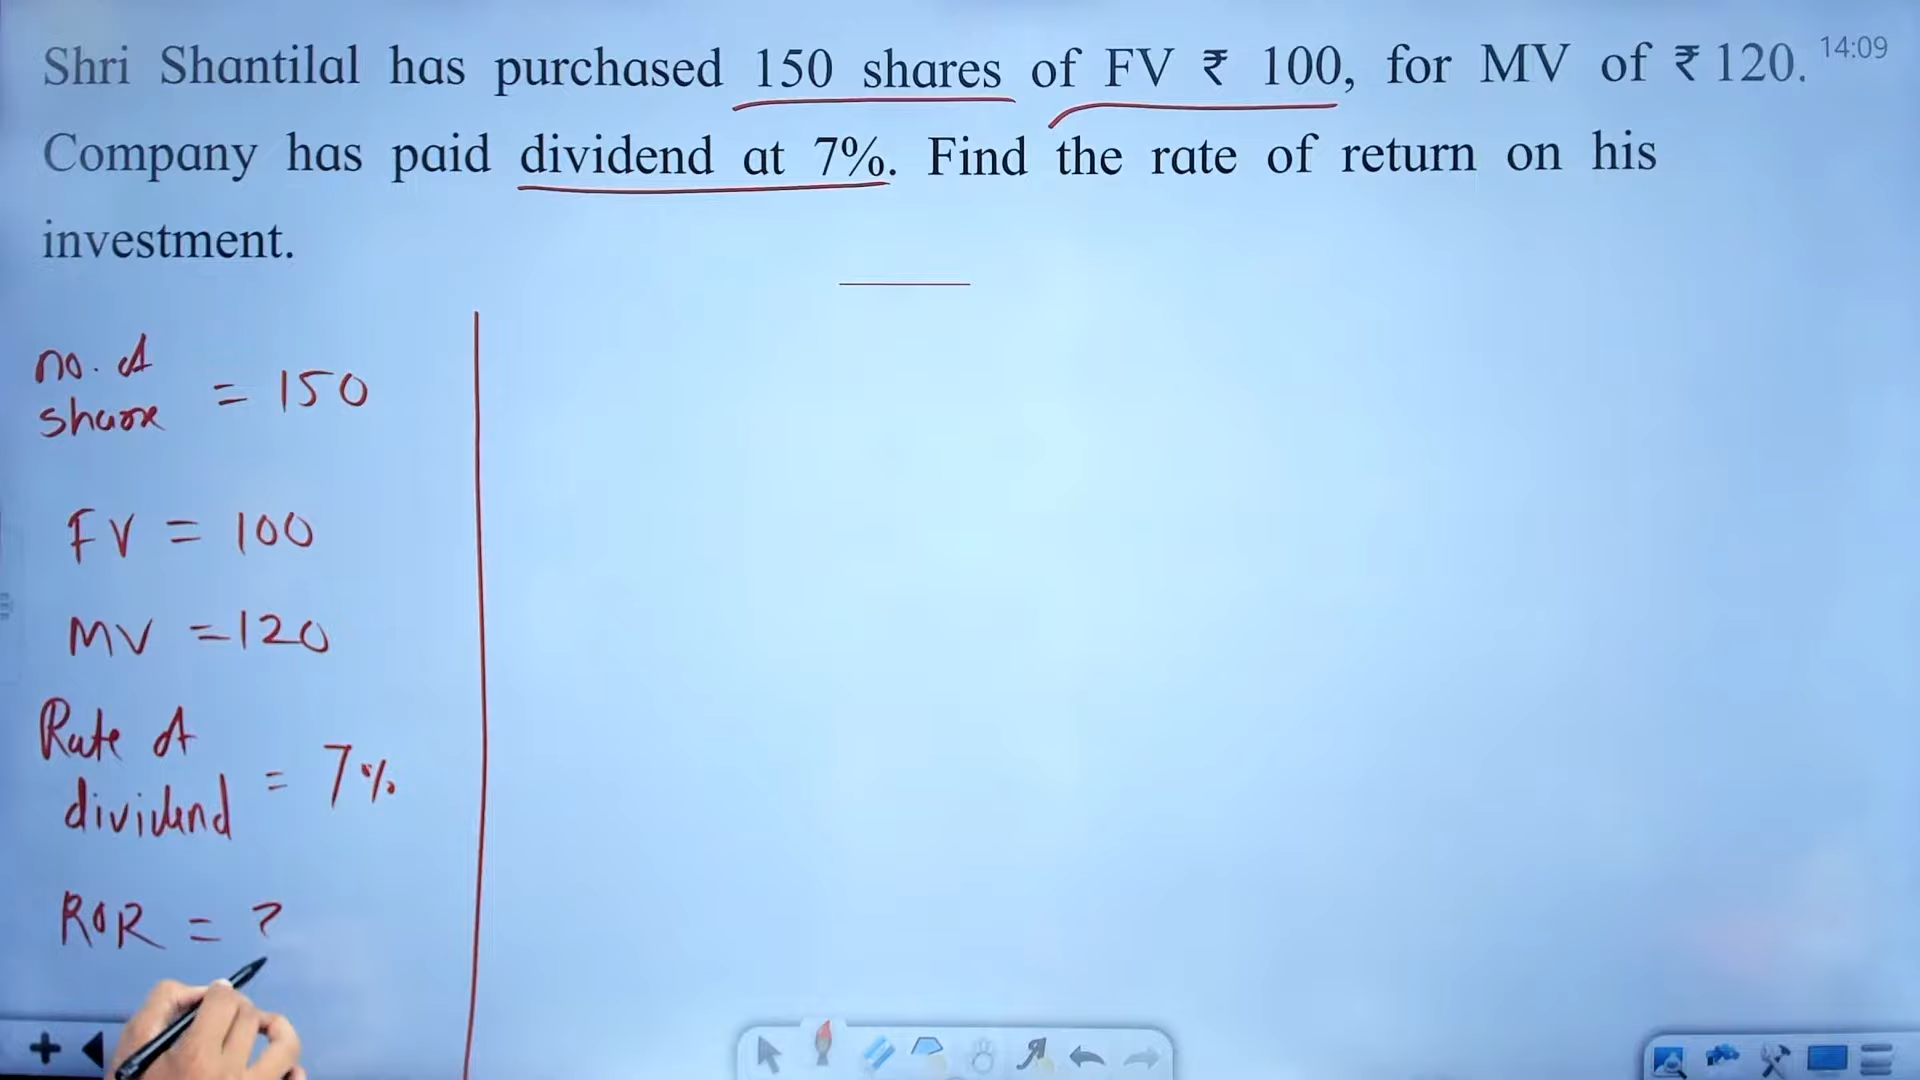 Shri Shantilal has purchased 150 shares of FV ₹ 100, for MV of ₹ 120.
14:09
Company has paid dividend at 7%. Find the rate of return on his
investment.
no. of
share = 150
FV = 100
MV = 120
Rate of
dividend = 7%
ROR = ?